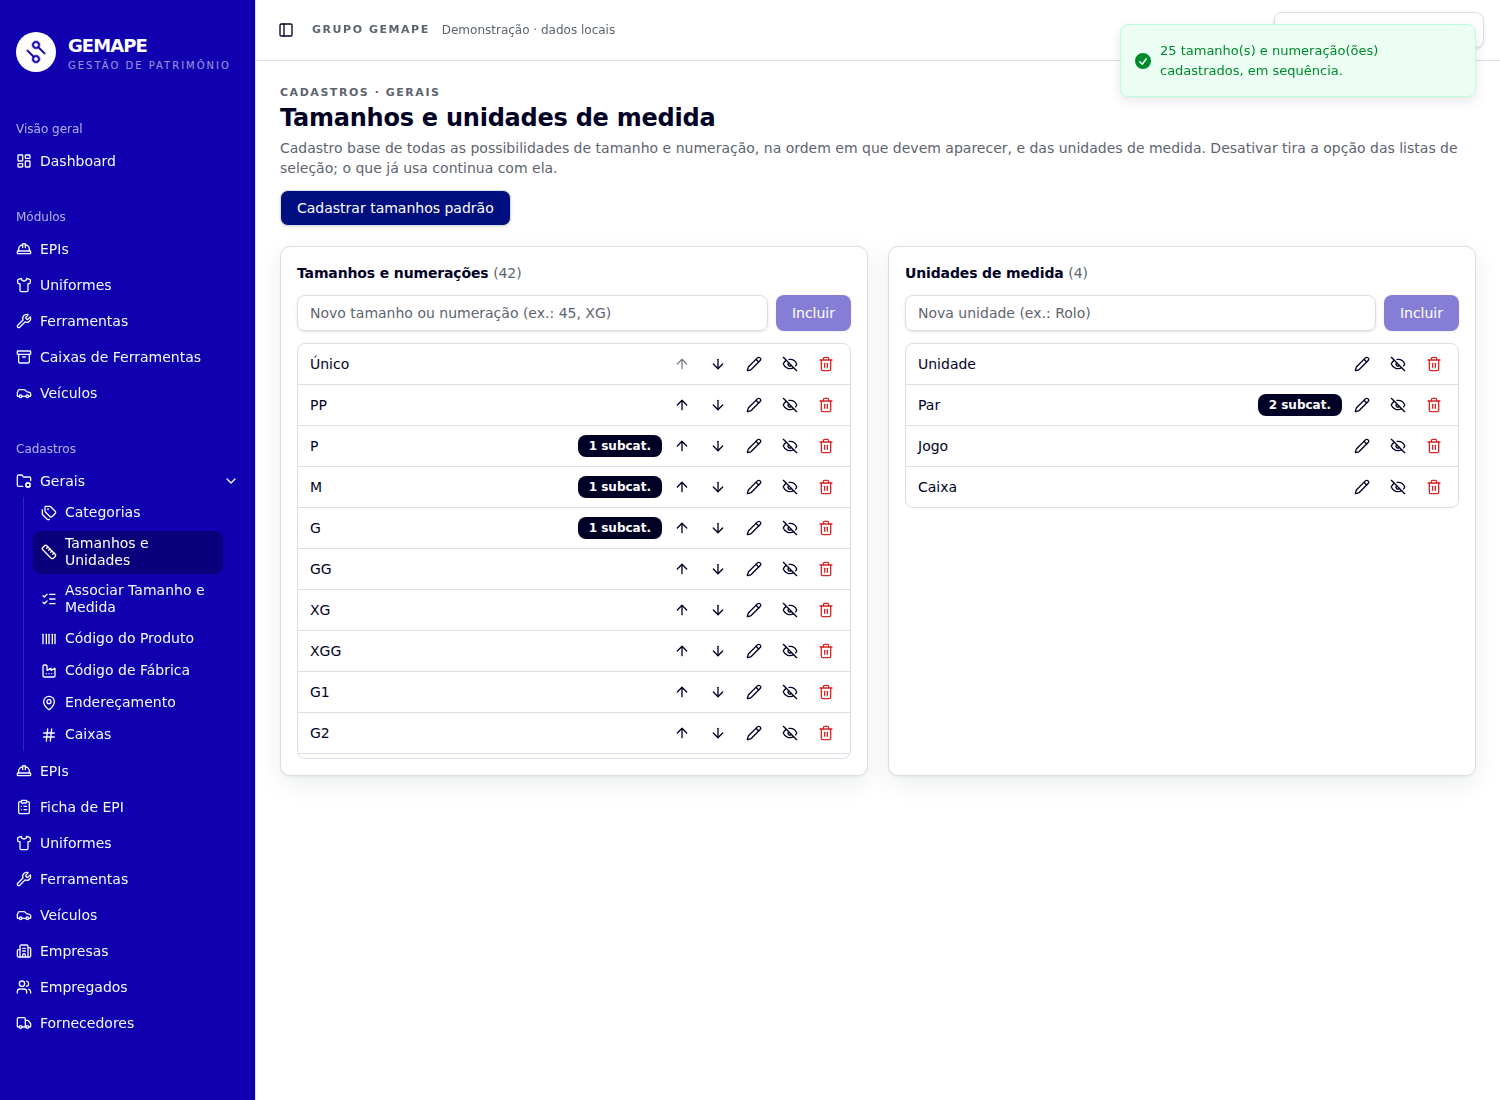 GEMAPE
GESTÃO DE PATRIMÔNIO
Visão geral
Dashboard
Módulos
EPIs
Uniformes
Ferramentas
Caixas de Ferramentas
Veículos
Cadastros
Gerais
Categorias
Tamanhos e
Unidades
Associar Tamanho e
Medida
Código do Produto
Código de Fábrica
Endereçamento
Caixas
EPIs
Ficha de EPI
Uniformes
Ferramentas
Veículos
Empresas
Empregados
Fornecedores
GRUPO GEMAPE Demonstração · dados locais
25 tamanho(s) e numeração(ões)
cadastrados, em sequência.
CADASTROS · GERAIS
Tamanhos e unidades de medida
Cadastro base de todas as possibilidades de tamanho e numeração, na ordem em que devem aparecer, e das unidades de medida. Desativar tira a opção das listas de
seleção; o que já usa continua com ela.
Cadastrar tamanhos padrão
Tamanhos e numerações (42)
Novo tamanho ou numeração (ex.: 45, XG) Incluir
Único
PP
P 1 subcat.
M 1 subcat.
G 1 subcat.
GG
XG
XGG
G1
G2
Unidades de medida (4)
Nova unidade (ex.: Rolo) Incluir
Unidade
Par 2 subcat.
Jogo
Caixa